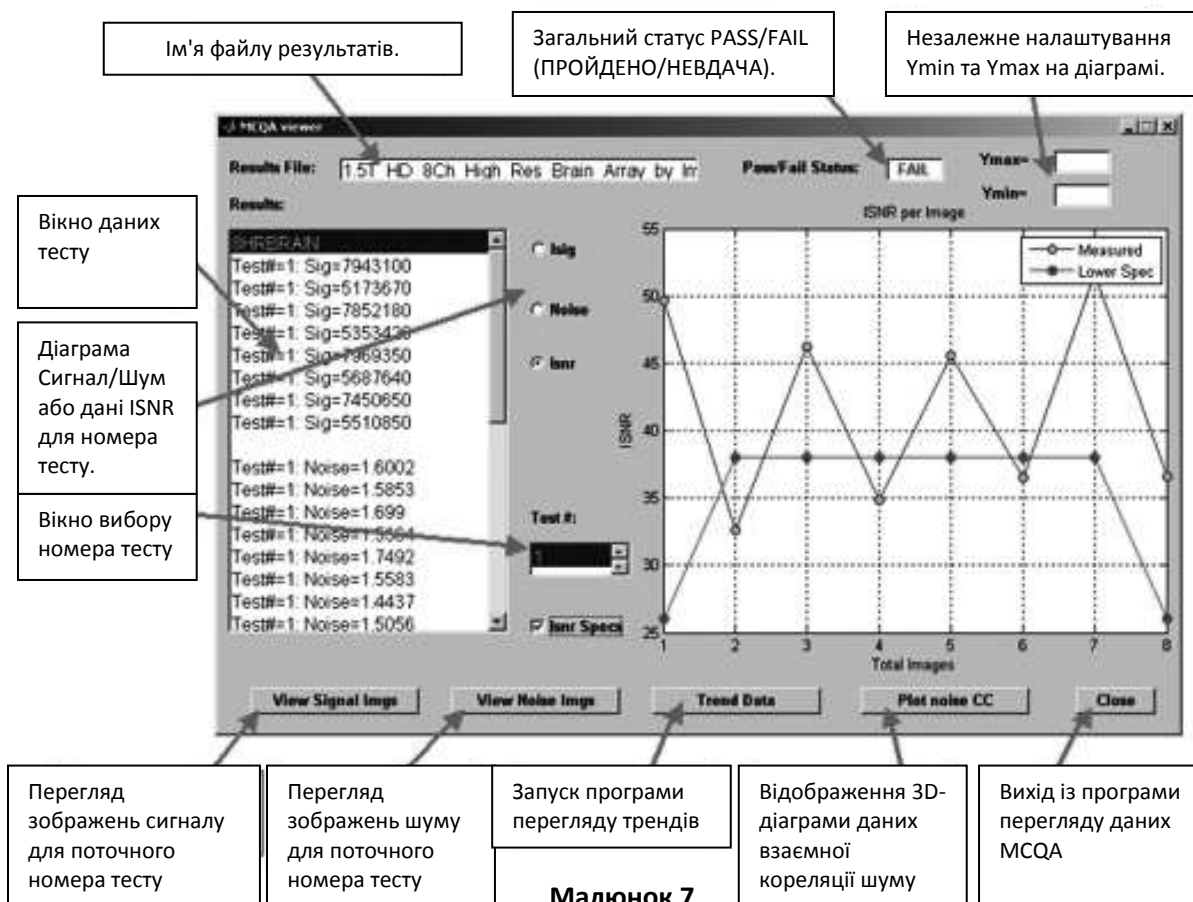 Ім'я файлу результатів.
Загальний статус PASS/FAIL
(ПРОЙДЕНО/НЕВДАЧА).
Незалежне налаштування
Ymin та Ymax на діаграмі.
MCQA viewer
Results File:
1.5T HD 8Ch High Res Brain Array by Im
Pass/Fail Status:
FAIL
Ymax=
Ymin=
Results:
Вікно даних
тесту
Діаграма
Сигнал/Шум
або дані ISNR
для номера
тесту.
Вікно вибору
номера тесту
8HRBRAIN
Test#=1: Sig=7943100
Test#=1: Sig=5173670
Test#=1: Sig=7852180
Test#=1:
Test#=1: Sig=7969350
Test#=1: Sig=5687640
Test#=1: Sig=7450650
Test#=1: Sig=5510850
Test#=1: Noise=1.6002
Test#=1: Noise=1.5853
Test#=1: Noise=1.699
Test#=1:
Test#=1: Noise=1.7492
Test#=1: Noise=1.5583
Test#=1: Noise=1.4437
Test#=1: Noise=1.5056
Isig
Noise
Isnr
Test #:
1
Isnr Specs
ISNR per Image
Measured
Lower Spec
55
50
45
40
35
30
25
ISNR
1 2 3 4 5 6 7 8
Total Images
View Signal Imgs
View Noise Imgs
Trend Data
Plot noise CC
Close
Перегляд
зображень сигналу
для поточного
номера тесту
Перегляд
зображень шуму
для поточного
номера тесту
Запуск програми
перегляду трендів
Відображення 3D-
діаграми даних
взаємної
кореляції шуму
Вихід із програми
перегляду даних
MCQA
Малюнок 7